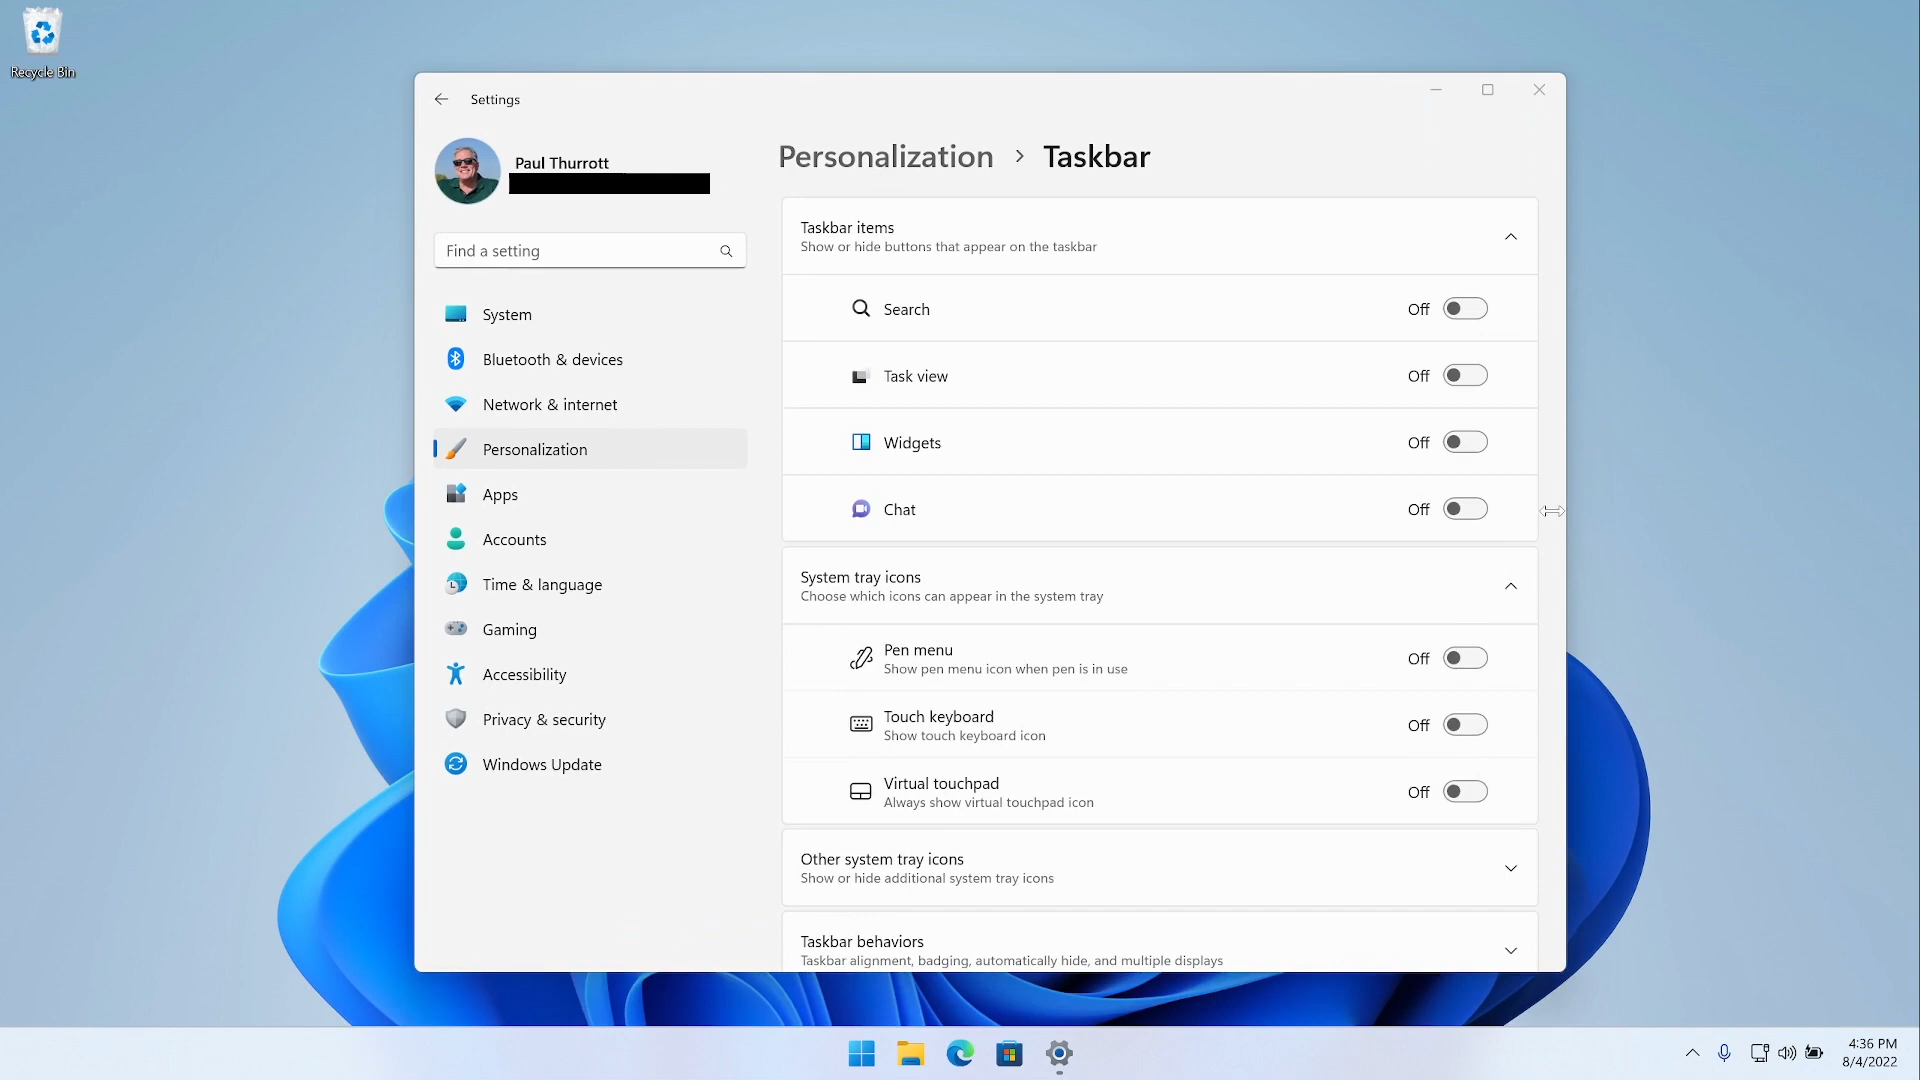 Recycle Bin
Settings
Paul Thurrott
Find a setting
System
Bluetooth & devices
Network & internet
Personalization
Apps
Accounts
Time & language
Gaming
Accessibility
Privacy & security
Windows Update
Personalization > Taskbar
Taskbar items
Show or hide buttons that appear on the taskbar
Search Off
Task view Off
Widgets Off
Chat Off
System tray icons
Choose which icons can appear in the system tray
Pen menu
Show pen menu icon when pen is in use
Off
Touch keyboard
Show touch keyboard icon
Off
Virtual touchpad
Always show virtual touchpad icon
Off
Other system tray icons
Show or hide additional system tray icons
Taskbar behaviors
Taskbar alignment, badging, automatically hide, and multiple displays
4:36 PM
8/4/2022